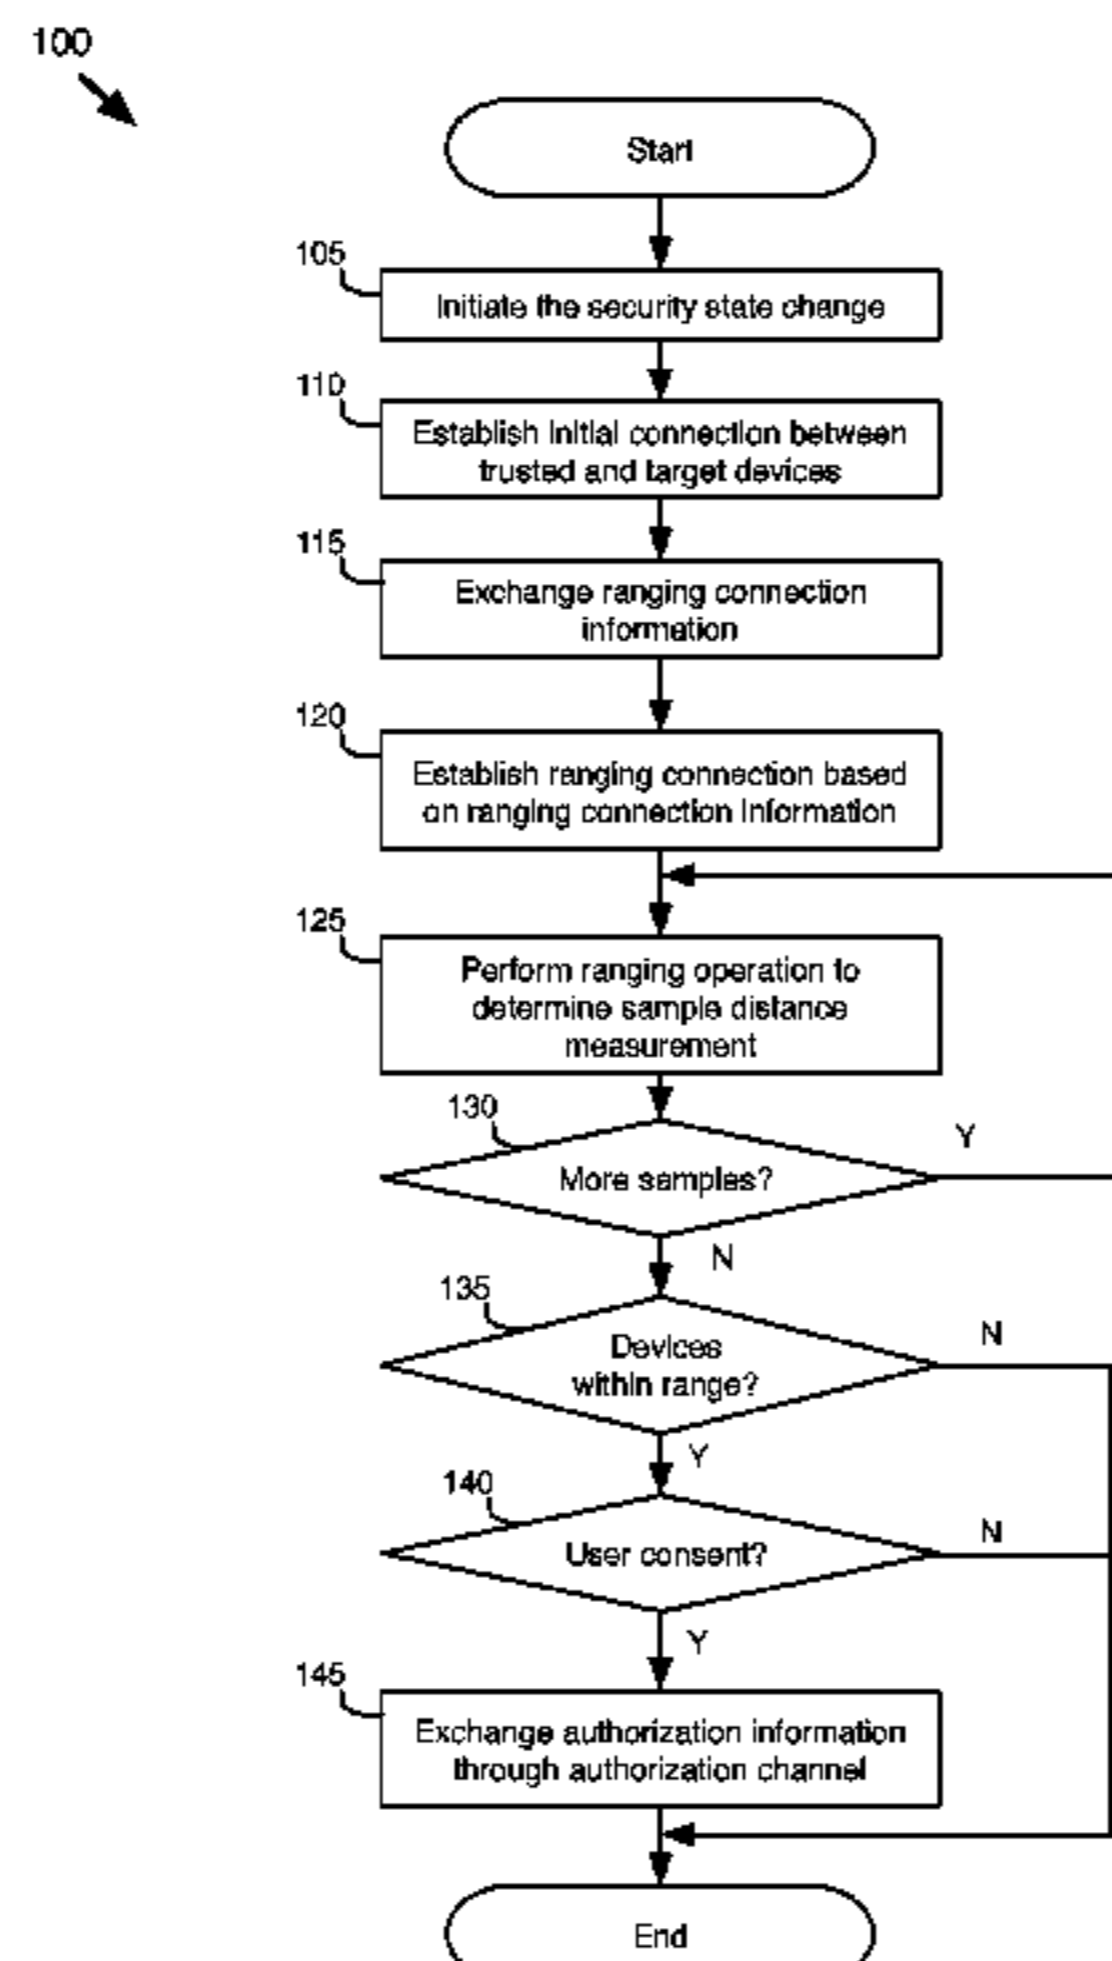 100
Start
105
Initiate the security state change
110
Establish initial connection between
trusted and target devices
115
Exchange ranging connection
information
120
Establish ranging connection based
on ranging connection information
125
Perform ranging operation to
determine sample distance
measurement
130
Y
More samples?
N
135
N
Devices
within range?
Y
140
N
User consent?
Y
145
Exchange authorization information
through authorization channel
End